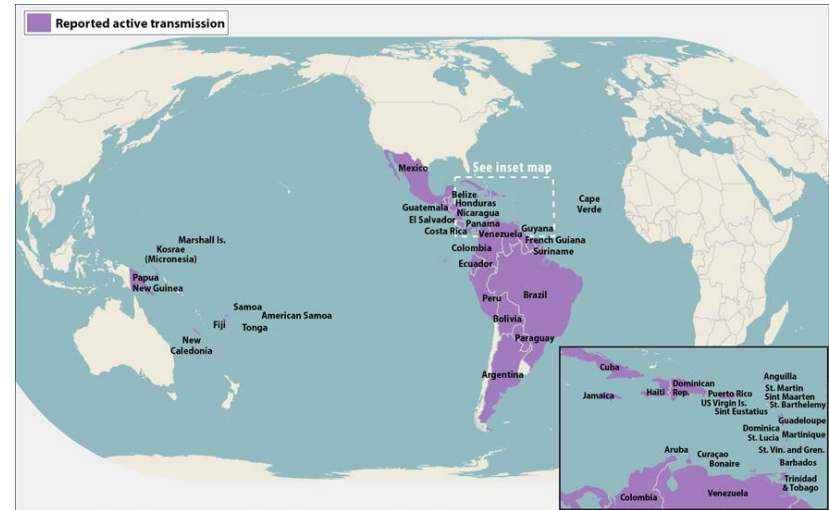 Reported active transmission
See inset map
Mexico
Belize
Honduras
Guatemala
Nicaragua
El Salvador
Panama
Costa Rica
Venezuela
Guyana
French Guiana
Suriname
Colombia
Ecuador
Peru
Brazil
Bolivia
Paraguay
Argentina
Cape
Verde
Marshall Is.
Kosrae
(Micronesia)
Papua
New Guinea
Samoa
American Samoa
Fiji
Tonga
New
Caledonia
Cuba
Jamaica
Haiti
Dominican
Rep.
Puerto Rico
US Virgin Is.
Sint Eustatius
Anguilla
St. Martin
Sint Maarten
St. Barthelemy
Guadeloupe
Dominica
Martinique
St. Lucia
St. Vin. and Gren.
Barbados
Aruba
Curaçao
Bonaire
Trinidad
& Tobago
Colombia
Venezuela